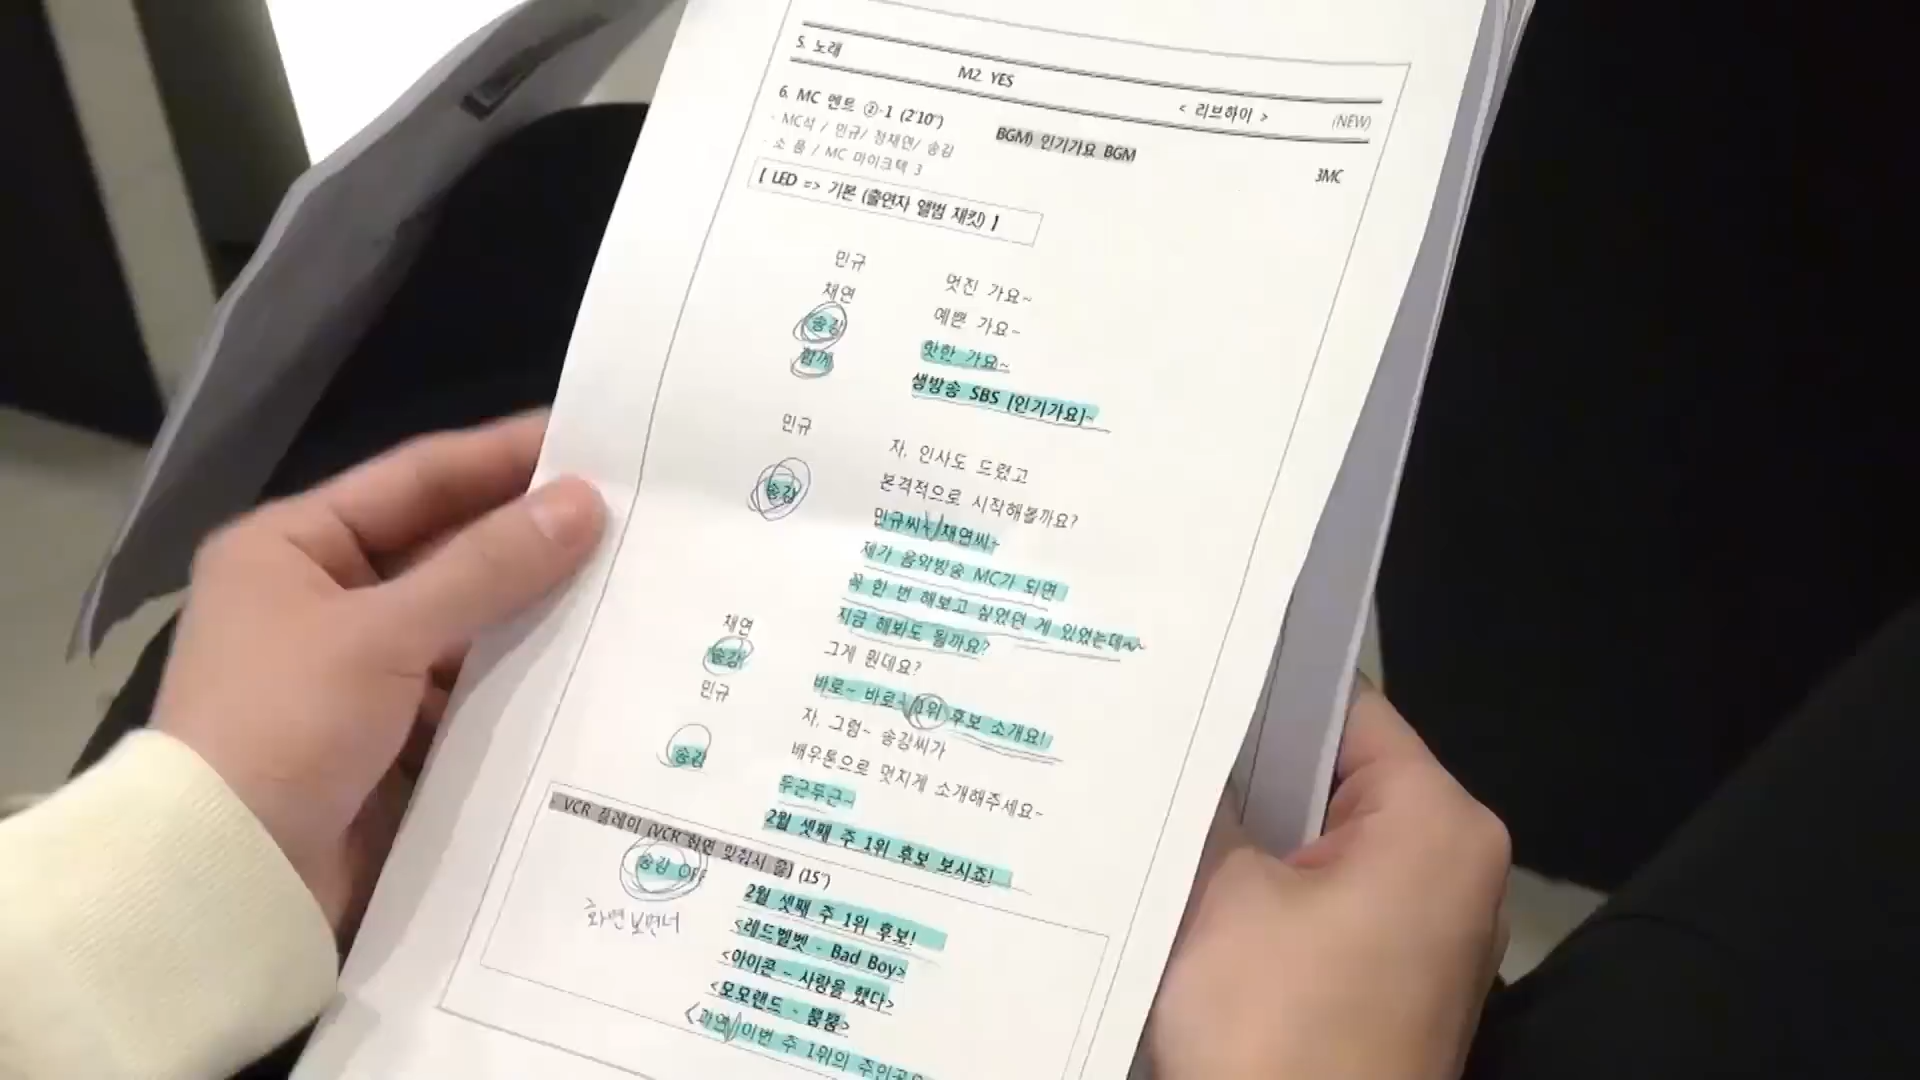 5. 노래 M2 YES < 리브하이 > (NEW)
6. MC 멘트 ②-1 (2'10") BGM) 인기가요 BGM 3MC
· MC석 / 민규/ 정채연/ 송강
· 소 품 / MC 마이크텍 3
[ LED => 기본 (출연자 앨범 재킷) ]
민규 멋진 가요~
채연 예쁜 가요~
송강 핫한 가요~
함께 생방송 SBS [인기가요]~
민규 자, 인사도 드렸고
본격적으로 시작해볼까요?
송강 민규씨~ 채연씨~
제가 음악방송 MC가 되면
꼭 한 번 해보고 싶었던 게 있었는데~
지금 해봐도 될까요?
채연 그게 뭔데요?
송강 바로~ 바로~ 1위 후보 소개요!
민규 자, 그럼~ 송강씨가
배우톤으로 멋지게 소개해주세요~
송강 두근두근~
2월 셋째 주 1위 후보 보시죠!
· VCR 플레이 (VCR 화면 맞춰서 줄) (15")
송강 OFF 2월 셋째 주 1위 후보!
화면보면서 <레드벨벳 - Bad Boy>
<아이콘 - 사랑을 했다>
<모모랜드 - 뿜뿜>
<과연 이번 주 1위의